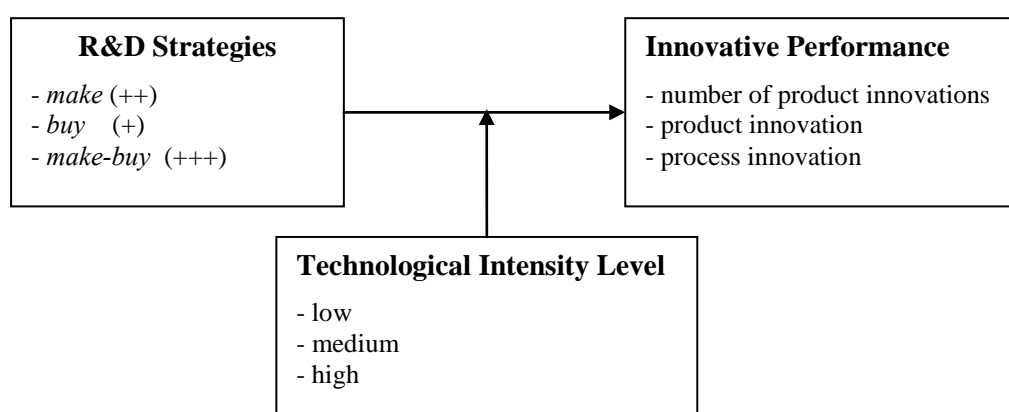 R&D Strategies
- make (++)
- buy (+)
- make-buy (+++)
Innovative Performance
- number of product innovations
- product innovation
- process innovation
Technological Intensity Level
- low
- medium
- high